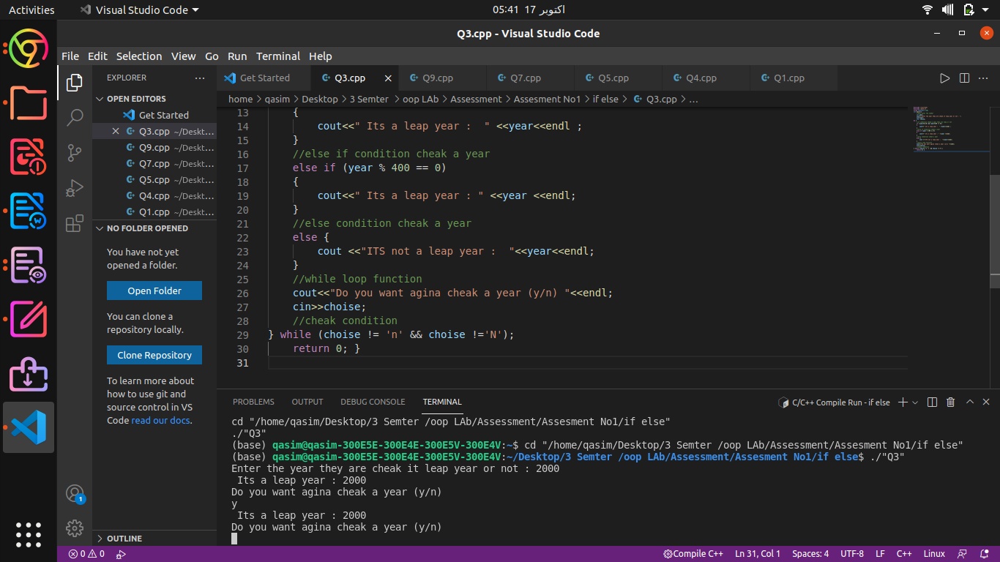 Activities
Visual Studio Code
05:41 17 اکتوبر
Q3.cpp - Visual Studio Code
File Edit Selection View Go Run Terminal Help
EXPLORER
OPEN EDITORS
Get Started
Q3.cpp ~/Deskt...
Q9.cpp ~/Deskt...
Q7.cpp ~/Deskt...
Q5.cpp ~/Deskt...
Q4.cpp ~/Deskt...
Q1.cpp ~/Deskt...
NO FOLDER OPENED
You have not yet
opened a folder.
Open Folder
You can clone a
repository locally.
Clone Repository
To learn more about
how to use git and
source control in VS
Code read our docs.
OUTLINE
1
Get Started Q3.cpp Q9.cpp Q7.cpp Q5.cpp Q4.cpp Q1.cpp
home > qasim > Desktop > 3 Semter > oop LAb > Assessment > Assesment No1 > if else > Q3.cpp > ...
13 {
14 cout<<" Its a leap year :  " <<year<<endl ;
15 }
16 //else if condition cheak a year
17 else if (year % 400 == 0)
18 {
19 cout<<" Its a leap year : " <<year <<endl;
20 }
21 //else condition cheak a year
22 else {
23 cout <<"ITS not a leap year :  "<<year<<endl;
24 }
25 //while loop function
26 cout<<"Do you want agina cheak a year (y/n) "<<endl;
27 cin>>choise;
28 //cheak condition
29 } while (choise != 'n' && choise !='N');
30 return 0; }
31
PROBLEMS OUTPUT DEBUG CONSOLE TERMINAL
C/C++ Compile Run - if else
cd "/home/qasim/Desktop/3 Semter /oop LAb/Assessment/Assesment No1/if else"
./"Q3"
(base) qasim@qasim-300E5E-300E4E-300E5V-300E4V:~$ cd "/home/qasim/Desktop/3 Semter /oop LAb/Assessment/Assesment No1/if else"
(base) qasim@qasim-300E5E-300E4E-300E5V-300E4V:~/Desktop/3 Semter /oop LAb/Assessment/Assesment No1/if else$ ./"Q3"
Enter the year they are cheak it leap year or not : 2000
Its a leap year : 2000
Do you want agina cheak a year (y/n)
y
Its a leap year : 2000
Do you want agina cheak a year (y/n)
0 0
Compile C++ Ln 31, Col 1 Spaces: 4 UTF-8 LF C++ Linux